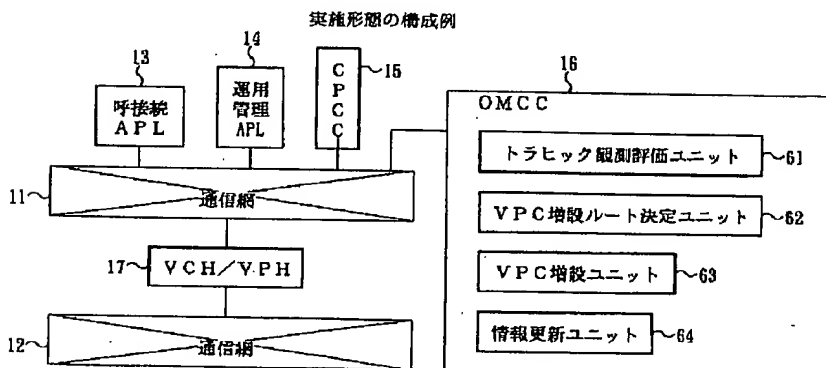 実施形態の構成例
13
呼接続
APL
14
運用
管理
APL
CPCC
15
16
OMCC
トラヒック観測評価ユニット
61
VPC増設ルート決定ユニット
62
VPC増設ユニット
63
情報更新ユニット
64
11
通信網
17
VCH/VPH
12
通信網